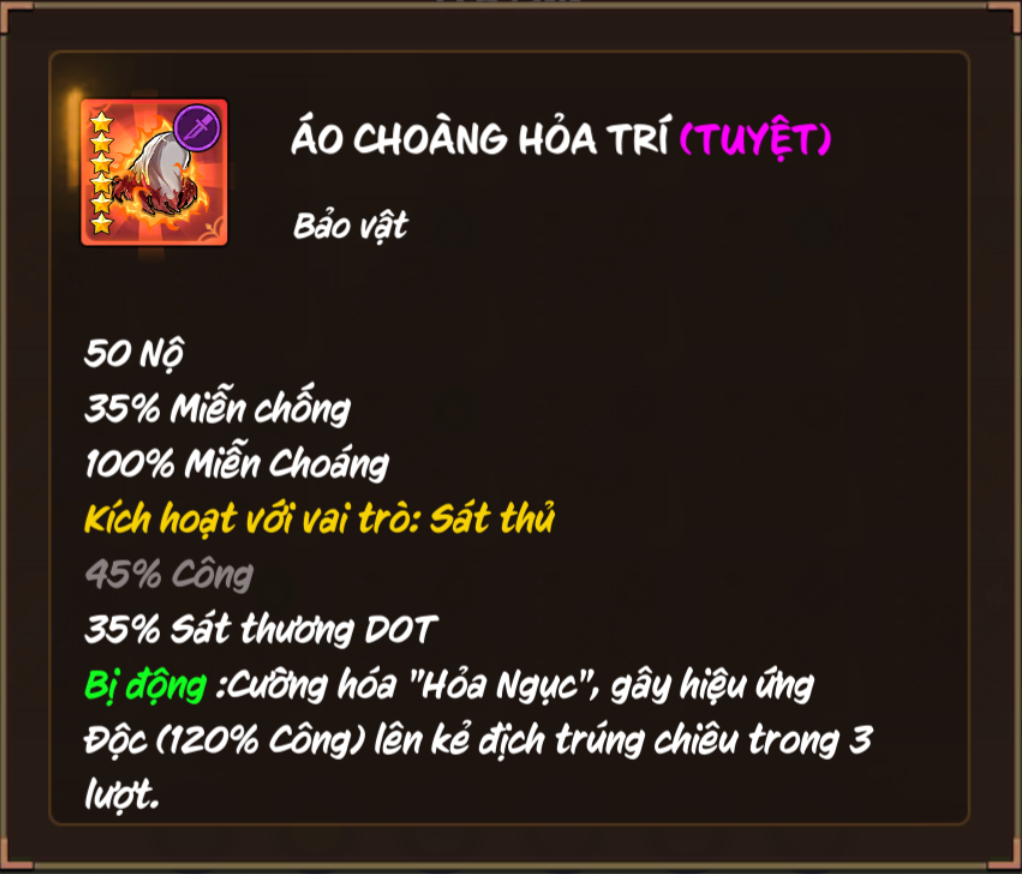 ÁO CHOÀNG HỎA TRÍ (TUYỆT)
Bảo vật
50 Nộ
35% Miễn chống
100% Miễn Choáng
Kích hoạt với vai trò: Sát thủ
45% Công
35% Sát thương DOT
Bị động :Cường hóa "Hỏa Ngục", gây hiệu ứng
Độc (120% Công) lên kẻ địch trúng chiêu trong 3
lượt.